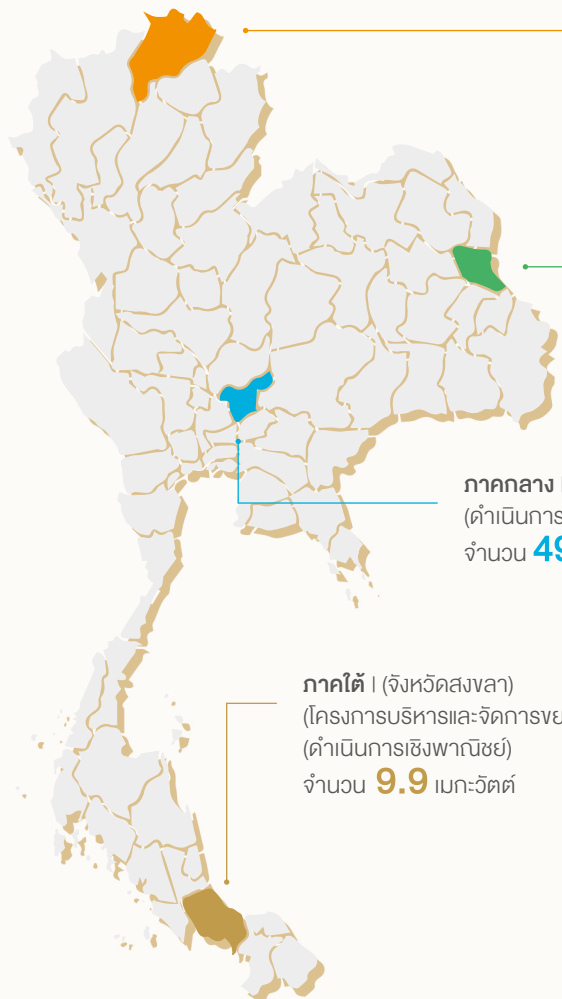 ภาคกลาง
(ดำเนินการ
จำนวน 49
ภาคใต้ | (จังหวัดสงขลา)
(โครงการบริหารและจัดการขย
(ดำเนินการเชิงพาณิชย์)
จำนวน 9.9 เมกะวัตต์